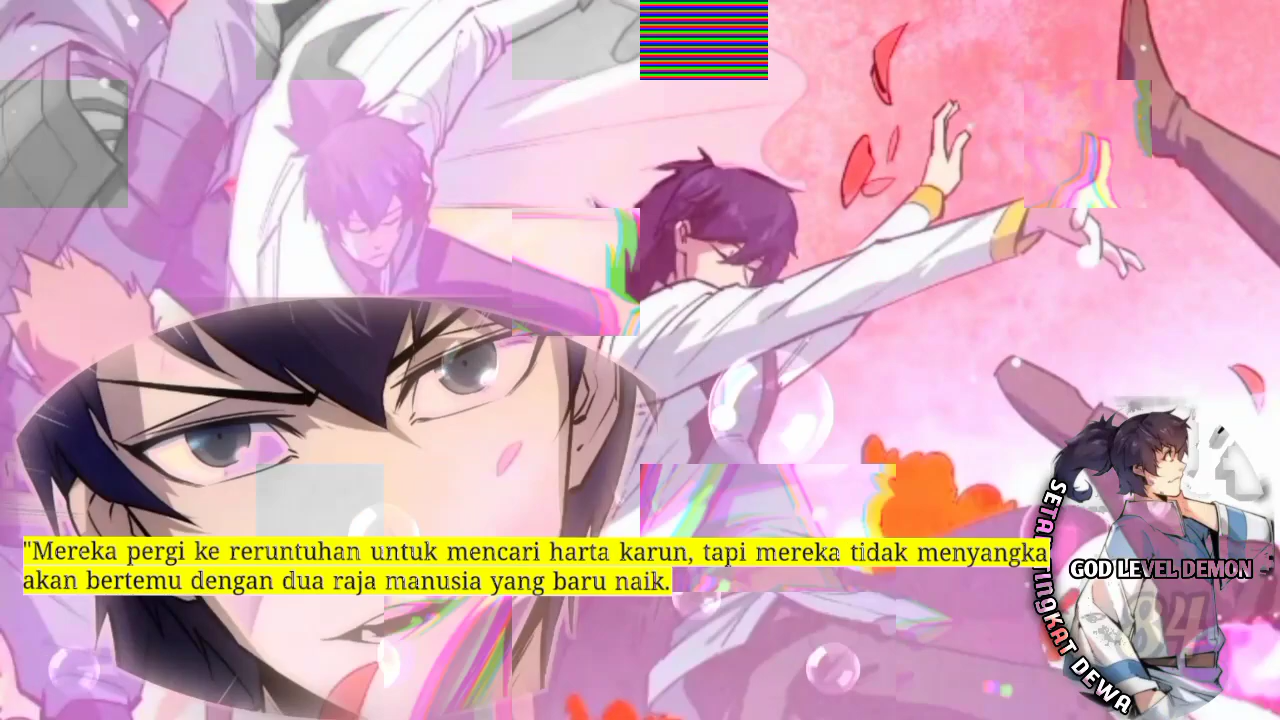 "Mereka pergi ke reruntuhan untuk mencari harta karun, tapi mereka tidak menyangka
akan bertemu dengan dua raja manusia yang baru naik.
GOD LEVEL DEMON
84
SETAN TINGKAT DEWA